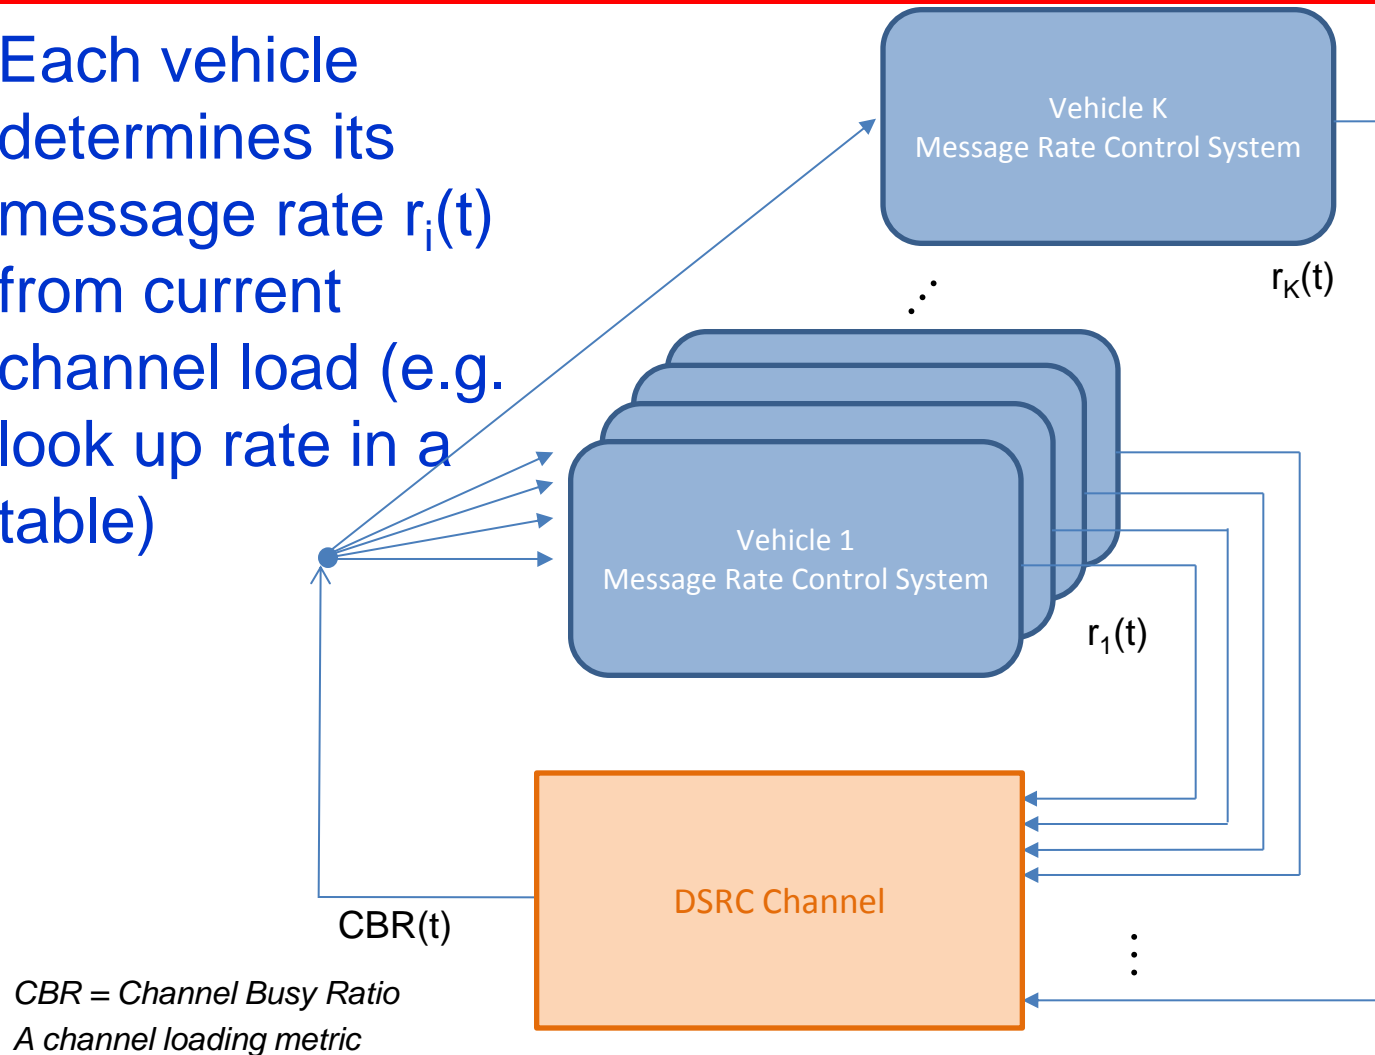 Each vehicle
determines its
message rate rᵢ(t)
from current
channel load (e.g.
look up rate in a
table)
Vehicle K
Message Rate Control System
r_K(t)
⋰
Vehicle 1
Message Rate Control System
r₁(t)
DSRC Channel
CBR(t)
⋮
CBR = Channel Busy Ratio
A channel loading metric